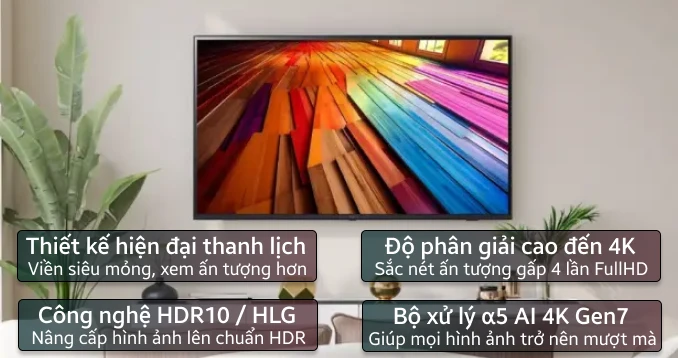 Thiết kế hiện đại thanh lịch
Viền siêu mỏng, xem ấn tượng hơn
Độ phân giải cao đến 4K
Sắc nét ấn tượng gấp 4 lần FullHD
Công nghệ HDR10 / HLG
Nâng cấp hình ảnh lên chuẩn HDR
Bộ xử lý α5 AI 4K Gen7
Giúp mọi hình ảnh trở nên mượt mà